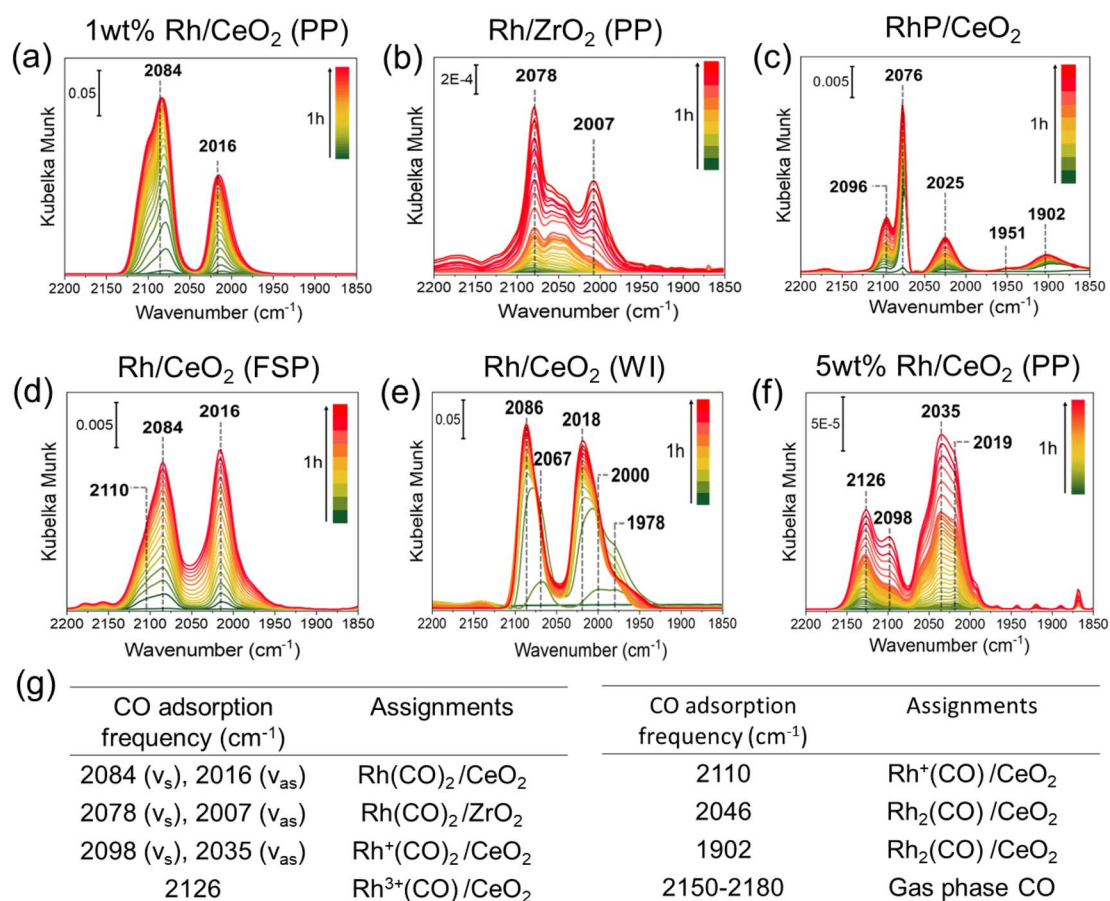 (a)
1wt% Rh/CeO₂ (PP)
0.05
2084
2016
1h
Kubelka Munk
2200 2150 2100 2050 2000 1950 1900 1850
Wavenumber (cm⁻¹)
(b)
Rh/ZrO₂ (PP)
2E-4
2078
2007
1h
Kubelka Munk
2200 2150 2100 2050 2000 1950 1900 1850
Wavenumber (cm⁻¹)
(c)
RhP/CeO₂
0.005
2076
2096
2025
1951
1902
1h
Kubelka Munk
2200 2150 2100 2050 2000 1950 1900 1850
Wavenumber (cm⁻¹)
(d)
Rh/CeO₂ (FSP)
0.005
2084
2016
2110
1h
Kubelka Munk
2200 2150 2100 2050 2000 1950 1900 1850
Wavenumber (cm⁻¹)
(e)
Rh/CeO₂ (WI)
0.05
2086
2067
2018
2000
1978
1h
Kubelka Munk
2200 2150 2100 2050 2000 1950 1900 1850
Wavenumber (cm⁻¹)
(f)
5wt% Rh/CeO₂ (PP)
5E-5
2035
2019
2126
2098
1h
Kubelka Munk
2200 2150 2100 2050 2000 1950 1900 1850
Wavenumber (cm⁻¹)
(g)
CO adsorption frequency (cm⁻¹) Assignments
2084 (vₛ), 2016 (vₐₛ) Rh(CO)₂/CeO₂
2078 (vₛ), 2007 (vₐₛ) Rh(CO)₂/ZrO₂
2098 (vₛ), 2035 (vₐₛ) Rh⁺(CO)₂/CeO₂
2126 Rh³⁺(CO)/CeO₂
CO adsorption frequency (cm⁻¹) Assignments
2110 Rh⁺(CO)/CeO₂
2046 Rh₂(CO)/CeO₂
1902 Rh₂(CO)/CeO₂
2150-2180 Gas phase CO